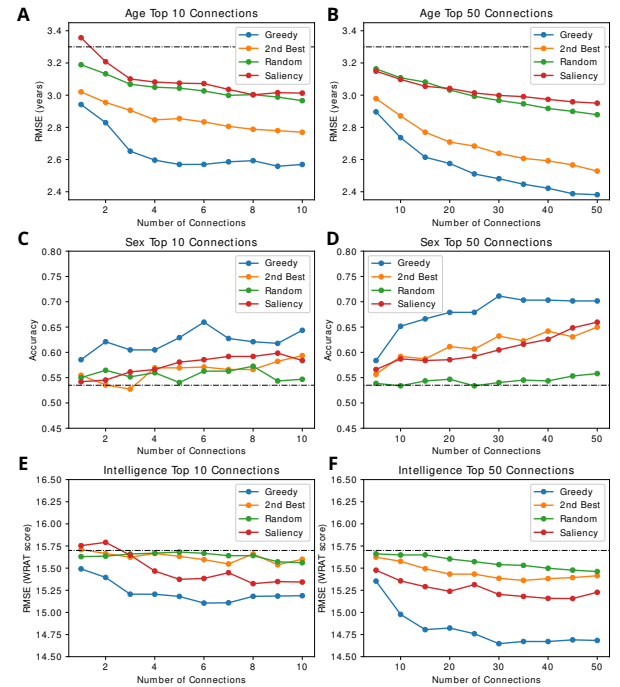 A
Age Top 10 Connections
3.4
3.2
3.0
2.8
2.6
2.4
RMSE (years)
Greedy
2nd Best
Random
Saliency
2 4 6 8 10
Number of Connections
B
Age Top 50 Connections
3.4
3.2
3.0
2.8
2.6
2.4
RMSE (years)
Greedy
2nd Best
Random
Saliency
10 20 30 40 50
Number of Connections
C
Sex Top 10 Connections
0.80
0.75
0.70
0.65
0.60
0.55
0.50
0.45
Accuracy
Greedy
2nd Best
Random
Saliency
2 4 6 8 10
Number of Connections
D
Sex Top 50 Connections
0.80
0.75
0.70
0.65
0.60
0.55
0.50
0.45
Accuracy
Greedy
2nd Best
Random
Saliency
10 20 30 40 50
Number of Connections
E
Intelligence Top 10 Connections
16.50
16.25
16.00
15.75
15.50
15.25
15.00
14.75
14.50
RMSE (WRAT score)
Greedy
2nd Best
Random
Saliency
2 4 6 8 10
Number of Connections
F
Intelligence Top 50 Connections
16.50
16.25
16.00
15.75
15.50
15.25
15.00
14.75
14.50
RMSE (WRAT score)
Greedy
2nd Best
Random
Saliency
10 20 30 40 50
Number of Connections